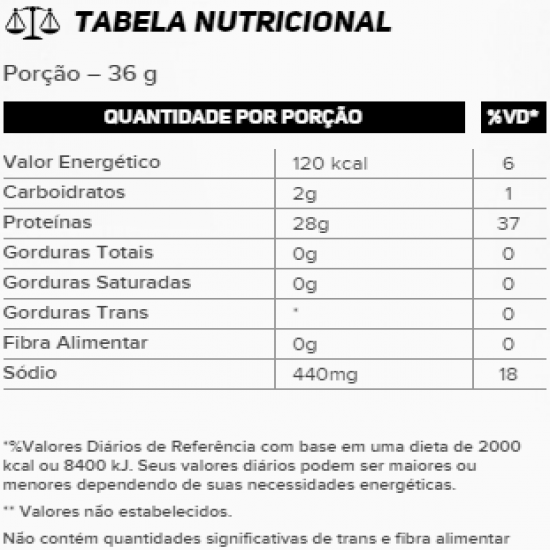 TABELA NUTRICIONAL
Porção – 36 g
QUANTIDADE POR PORÇÃO %VD*
Valor Energético 120 kcal 6
Carboidratos 2g 1
Proteínas 28g 37
Gorduras Totais 0g 0
Gorduras Saturadas 0g 0
Gorduras Trans * 0
Fibra Alimentar 0g 0
Sódio 440mg 18
*%Valores Diários de Referência com base em uma dieta de 2000
kcal ou 8400 kJ. Seus valores diários podem ser maiores ou
menores dependendo de suas necessidades energéticas.
** Valores não estabelecidos.
Não contém quantidades significativas de trans e fibra alimentar